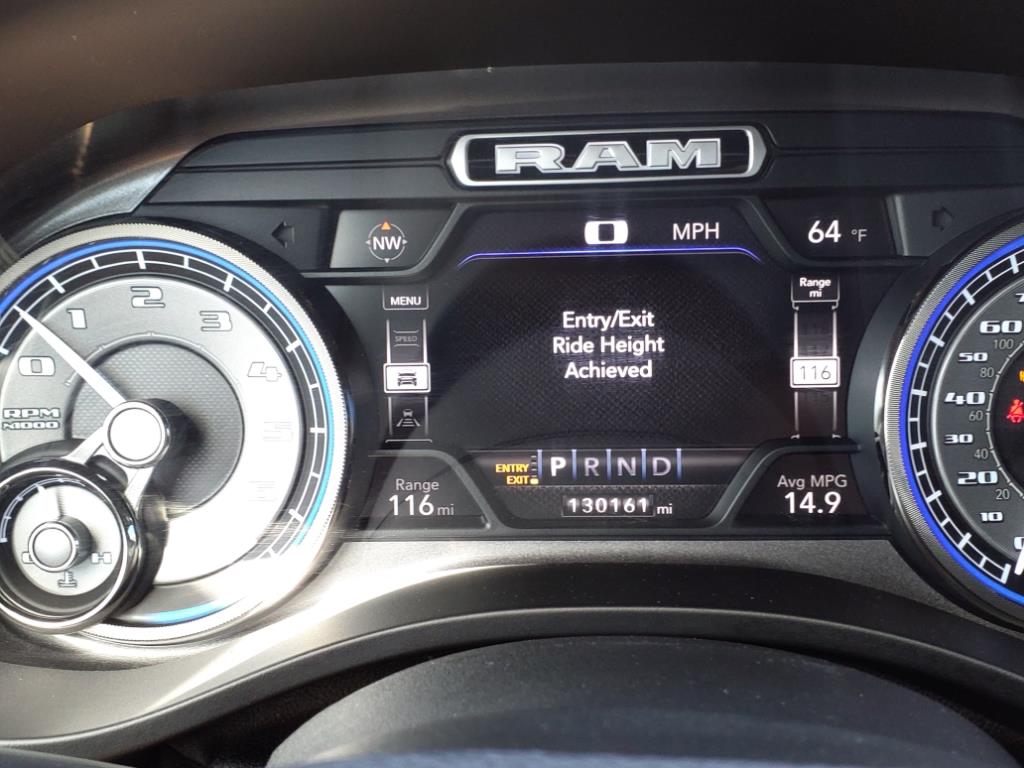 RAM
NW
0 MPH
64 °F
MENU
SPEED
Entry/Exit
Ride Height
Achieved
Range
mi
116
0
1
2
3
4
5
RPM
X1000
H
ENTRY
EXIT
P R N D
130161 mi
Range
116 mi
Avg MPG
14.9
60
100
50
80
40
60
30
40
20
20
10